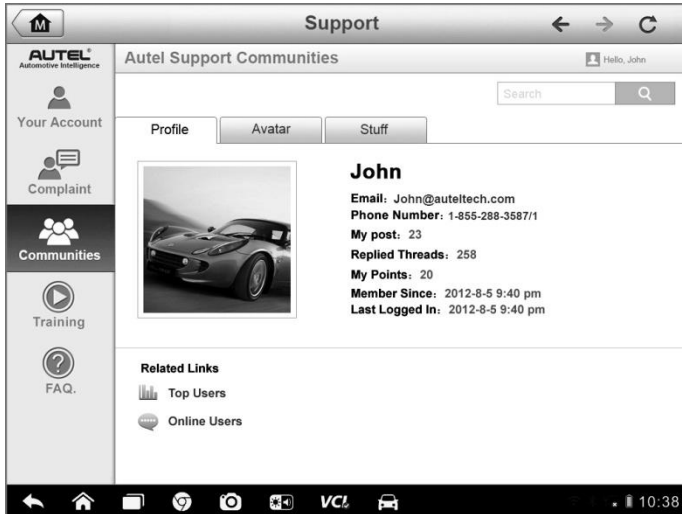 M
Support
AUTEL®
Automotive Intelligence
Autel Support Communities
Hello, John
Search
Your Account
Complaint
Communities
Training
?
FAQ.
Profile
Avatar
Stuff
John
Email: John@auteltech.com
Phone Number: 1-855-288-3587/1
My post: 23
Replied Threads: 258
My Points: 20
Member Since: 2012-8-5 9:40 pm
Last Logged In: 2012-8-5 9:40 pm
Related Links
Top Users
Online Users
VCI
10:38